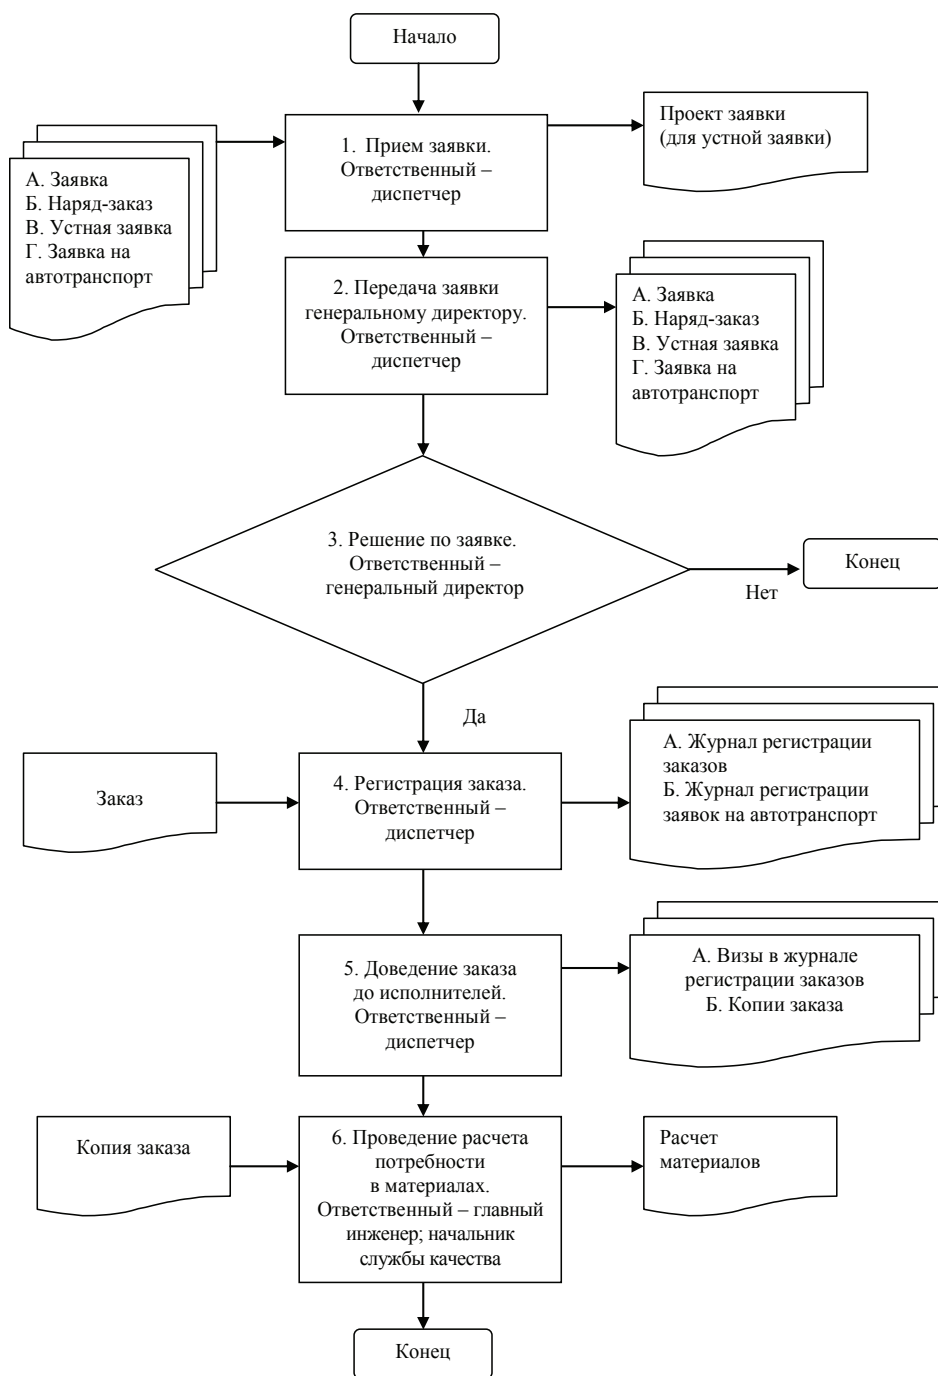 Начало
Проект заявки
(для устной заявки)
1. Прием заявки.
Ответственный –
диспетчер
А. Заявка
Б. Наряд-заказ
В. Устная заявка
Г. Заявка на
автотранспорт
2. Передача заявки
генеральному директору.
Ответственный –
диспетчер
А. Заявка
Б. Наряд-заказ
В. Устная заявка
Г. Заявка на
автотранспорт
3. Решение по заявке.
Ответственный –
генеральный директор
Конец
Нет
Да
Заказ
4. Регистрация заказа.
Ответственный –
диспетчер
А. Журнал регистрации
заказов
Б. Журнал регистрации
заявок на автотранспорт
5. Доведение заказа
до исполнителей.
Ответственный –
диспетчер
А. Визы в журнале
регистрации заказов
Б. Копии заказа
Копия заказа
6. Проведение расчета
потребности
в материалах.
Ответственный – главный
инженер; начальник
службы качества
Расчет
материалов
Конец